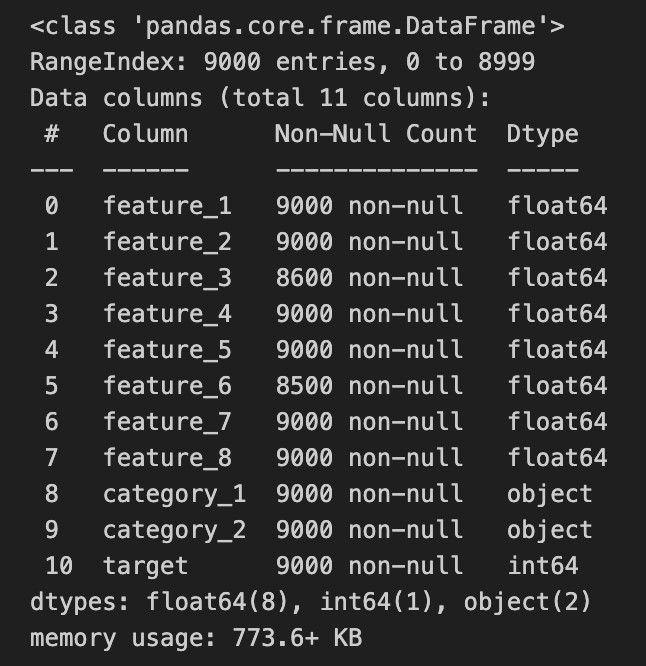 <class 'pandas.core.frame.DataFrame'>
RangeIndex: 9000 entries, 0 to 8999
Data columns (total 11 columns):
 #   Column      Non-Null Count  Dtype
---  ------      --------------  -----
 0   feature_1   9000 non-null   float64
 1   feature_2   9000 non-null   float64
 2   feature_3   8600 non-null   float64
 3   feature_4   9000 non-null   float64
 4   feature_5   9000 non-null   float64
 5   feature_6   8500 non-null   float64
 6   feature_7   9000 non-null   float64
 7   feature_8   9000 non-null   float64
 8   category_1  9000 non-null   object
 9   category_2  9000 non-null   object
 10  target      9000 non-null   int64
dtypes: float64(8), int64(1), object(2)
memory usage: 773.6+ KB